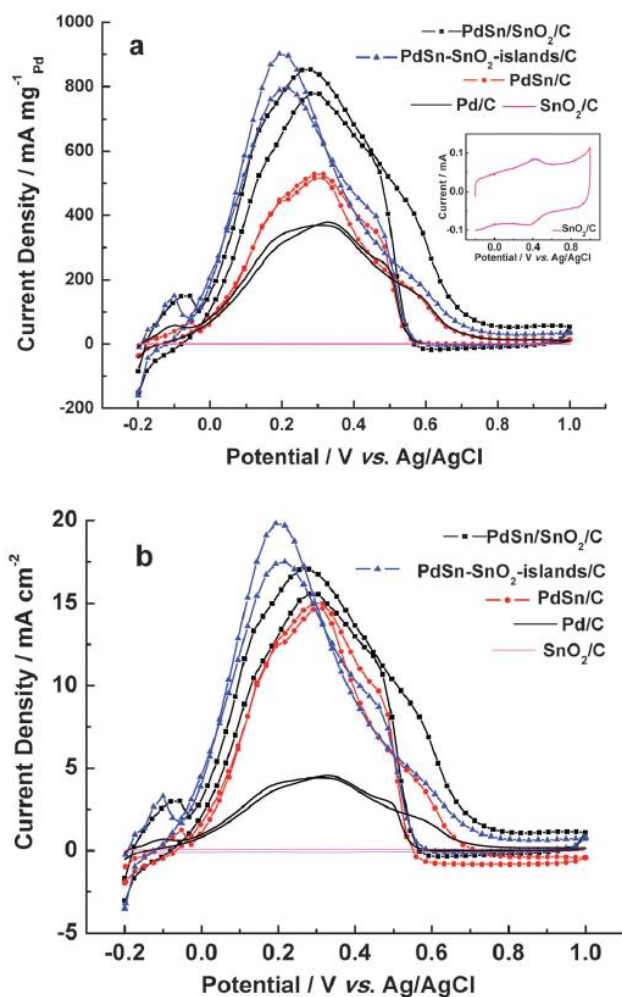 a
PdSn/SnO₂/C
PdSn-SnO₂-islands/C
PdSn/C
Pd/C SnO₂/C
1000
800
600
400
200
0
-200
-0.2 0.0 0.2 0.4 0.6 0.8 1.0
Current Density / mA mg⁻¹ Pd
Potential / V vs. Ag/AgCl
0.1
0.0
-0.1
0.0 0.4 0.8
Current / mA
SnO₂/C
Potential / V vs. Ag/AgCl
b
PdSn/SnO₂/C
PdSn-SnO₂-islands/C
PdSn/C
Pd/C
SnO₂/C
20
15
10
5
0
-5
-0.2 0.0 0.2 0.4 0.6 0.8 1.0
Current Density / mA cm⁻²
Potential / V vs. Ag/AgCl